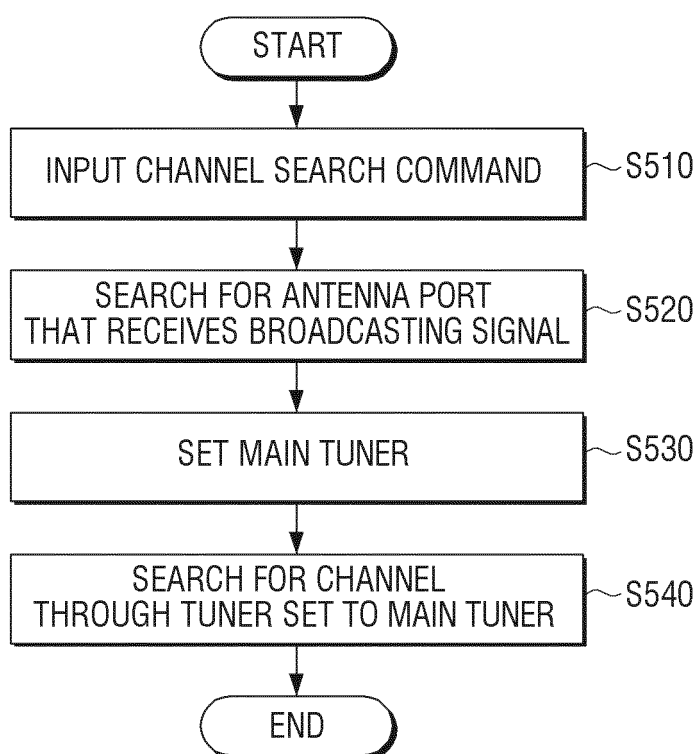 START
INPUT CHANNEL SEARCH COMMAND
S510
SEARCH FOR ANTENNA PORT
THAT RECEIVES BROADCASTING SIGNAL
S520
SET MAIN TUNER
S530
SEARCH FOR CHANNEL
THROUGH TUNER SET TO MAIN TUNER
S540
END